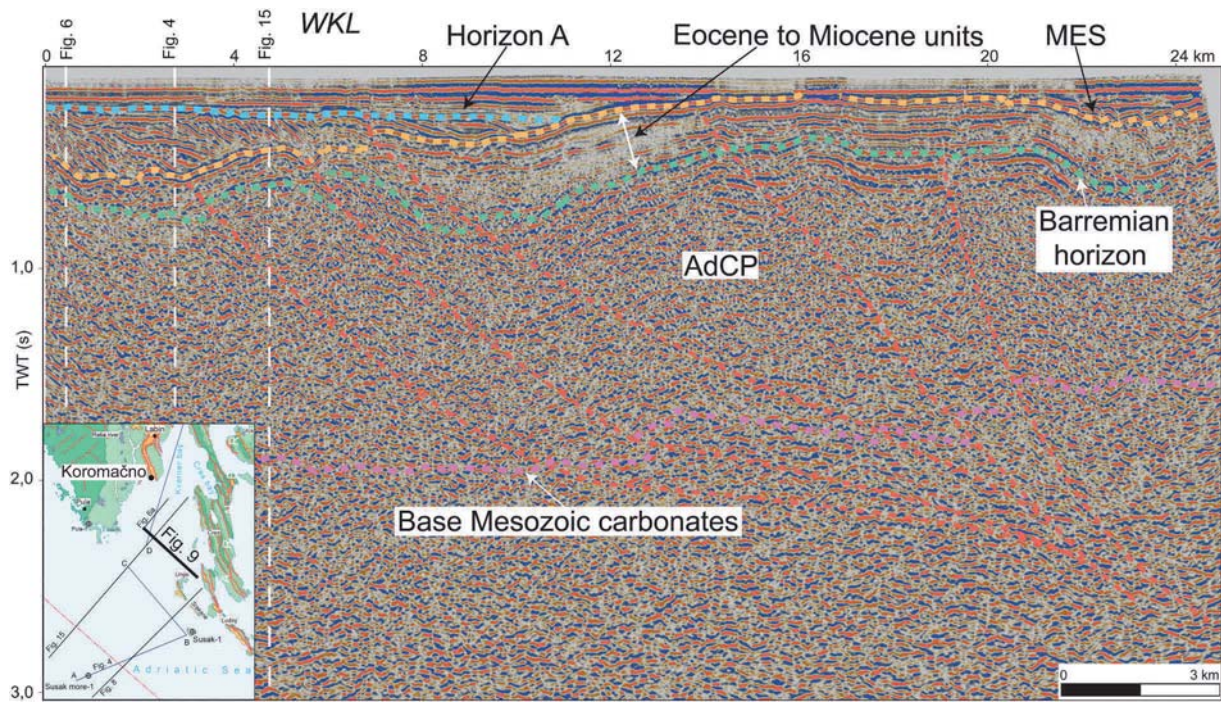 Fig. 6
Fig. 4
Fig. 15
WKL
Horizon A
Eocene to Miocene units
MES
0
4
8
12
16
20
24 km
Barremian
horizon
AdCP
1,0
TWT (s)
Base Mesozoic carbonates
2,0
3,0
Labin
Koromačno
Pula
Fig. 9
D
C
B
Susak-1
A
Fig. 4
Fig. 15
Susak more-1
Adriatic Sea
0
3 km